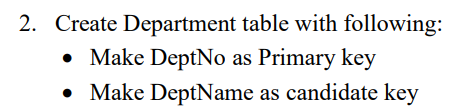 2. Create Department table with following:
• Make DeptNo as Primary key
• Make DeptName as candidate key